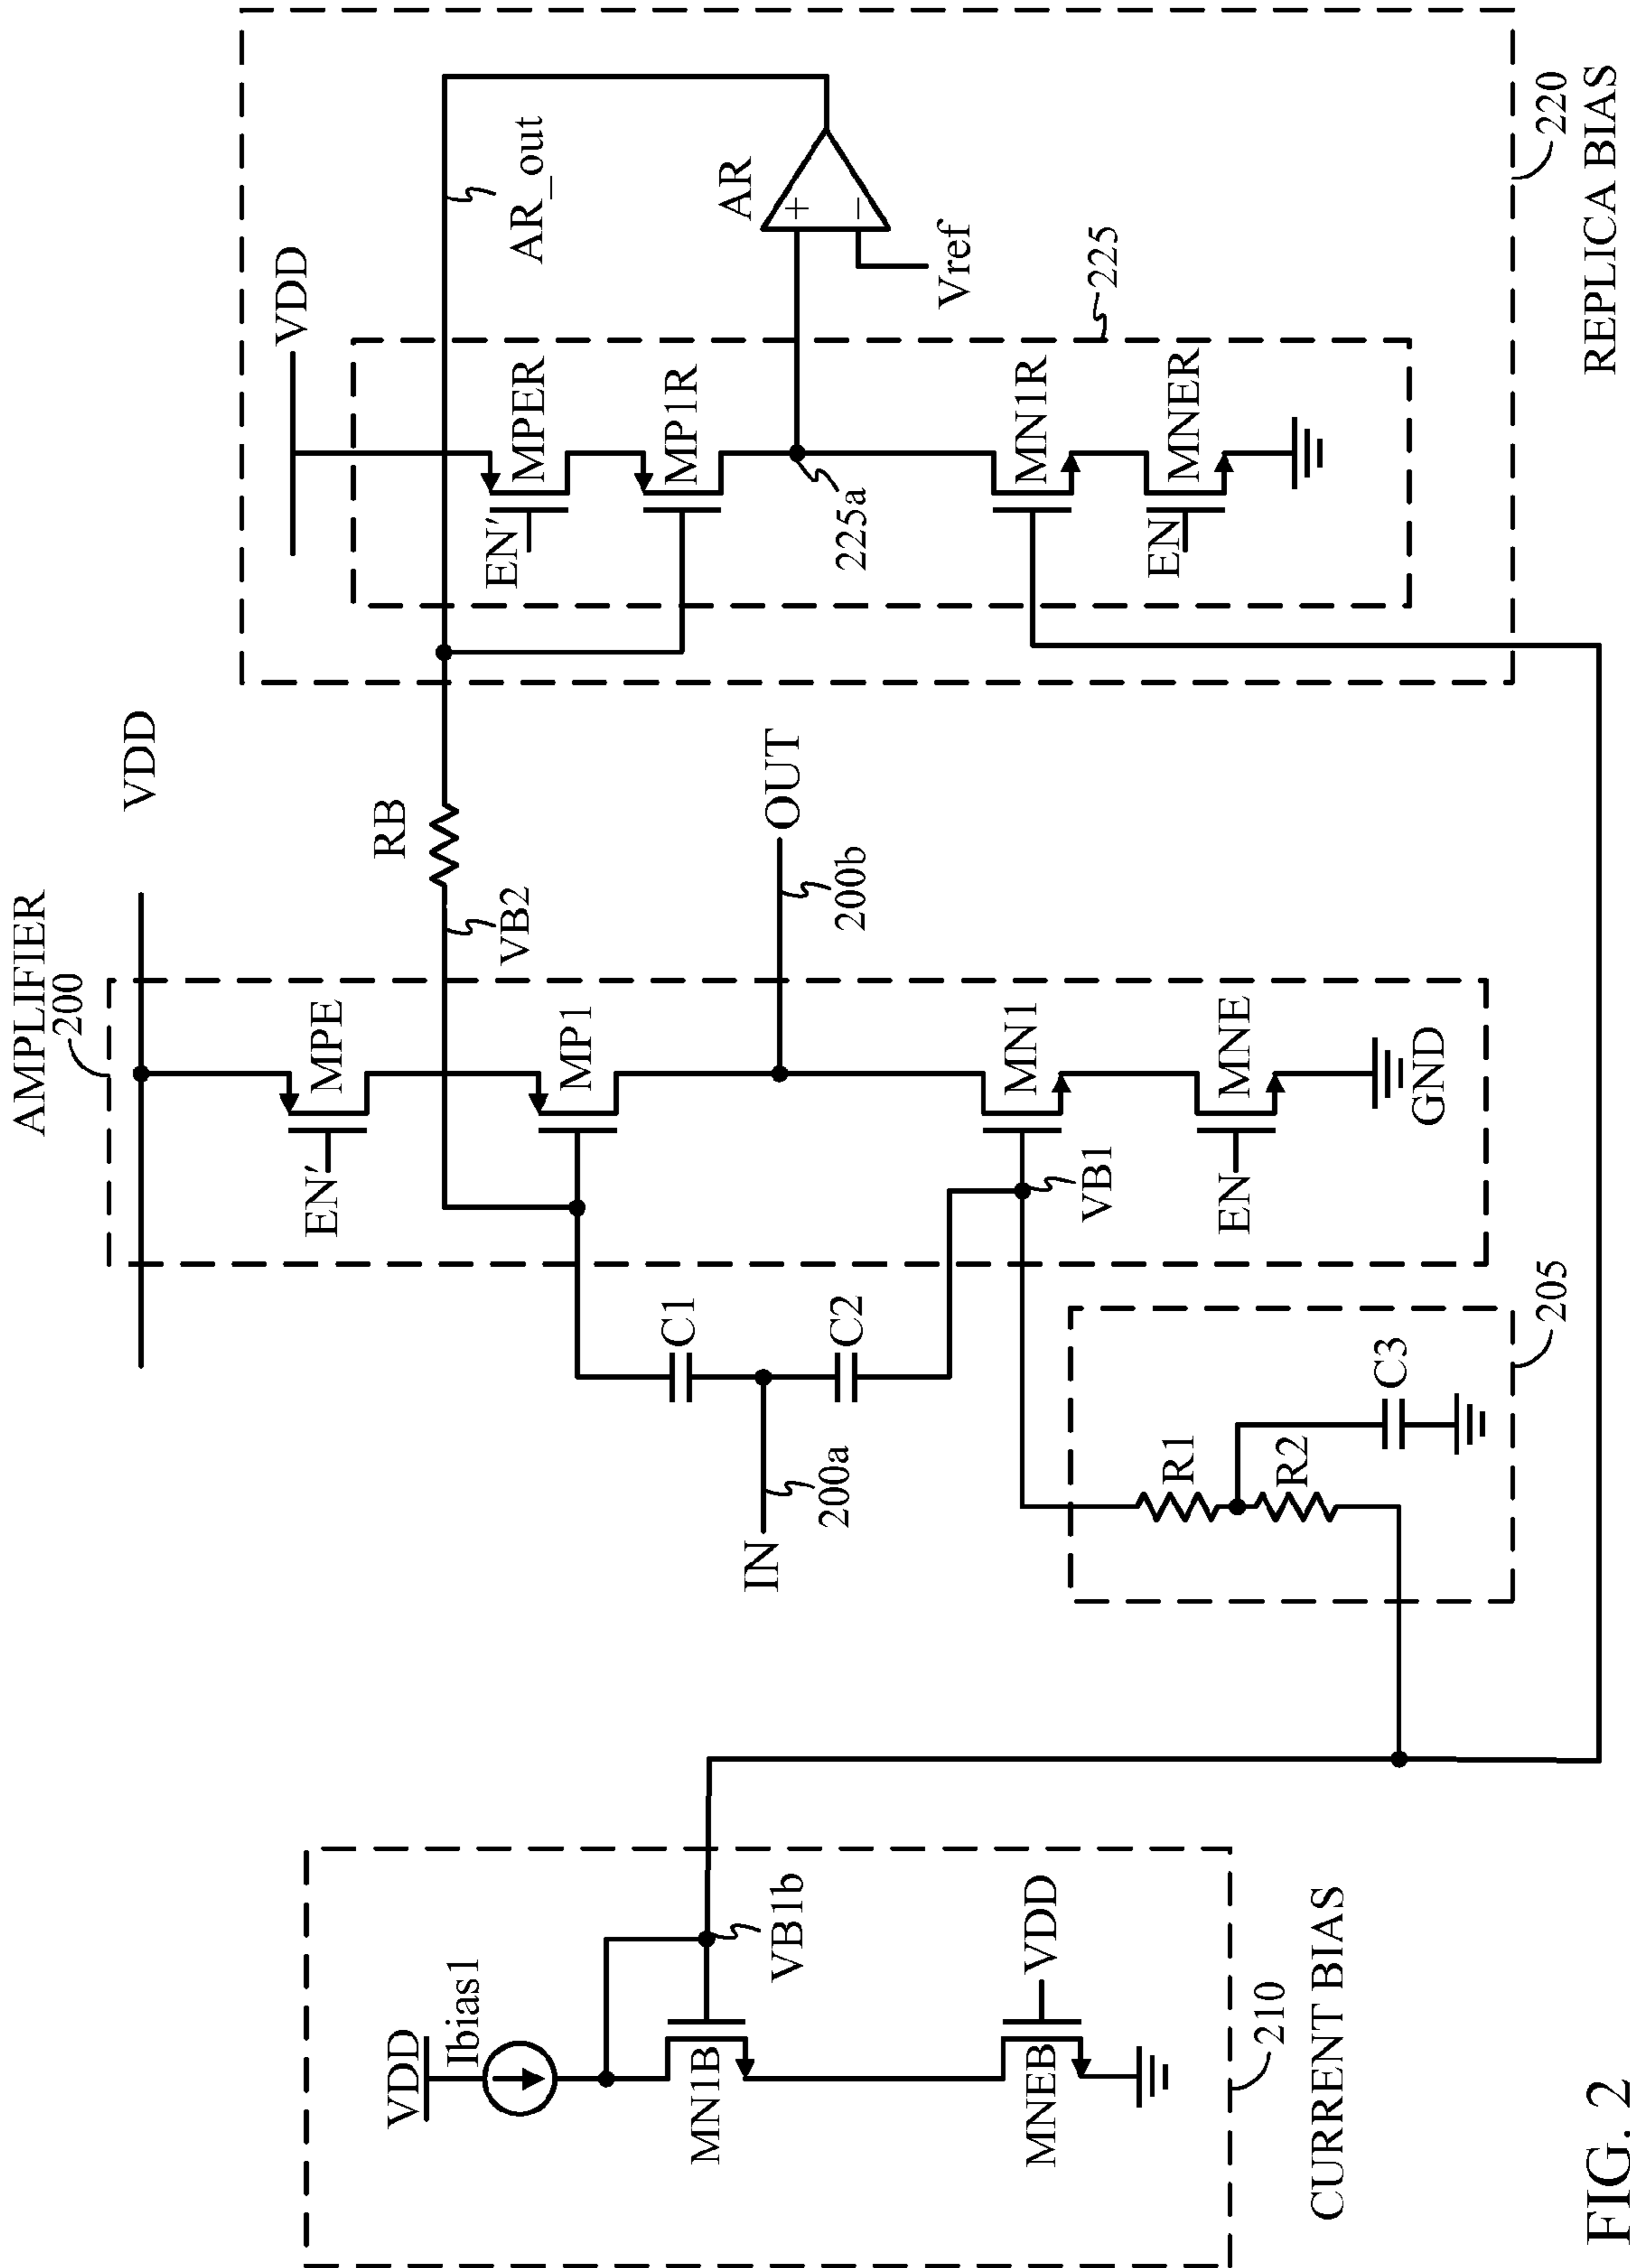 AMPLIFIER
200
VDD
VDD
VDD
Ibias1
MN1B
VB1b
MNEB
VDD
210
CURRENT BIAS
EN′
MPE
MP1
VB2
RB
C1
IN
200a
C2
OUT
200b
MN1
VB1
EN
MNE
GND
R1
R2
C3
205
AR_out
EN′
MPER
MP1R
225a
AR
+
−
Vref
225
MN1R
EN
MNER
220
REPLICA BIAS
FIG. 2